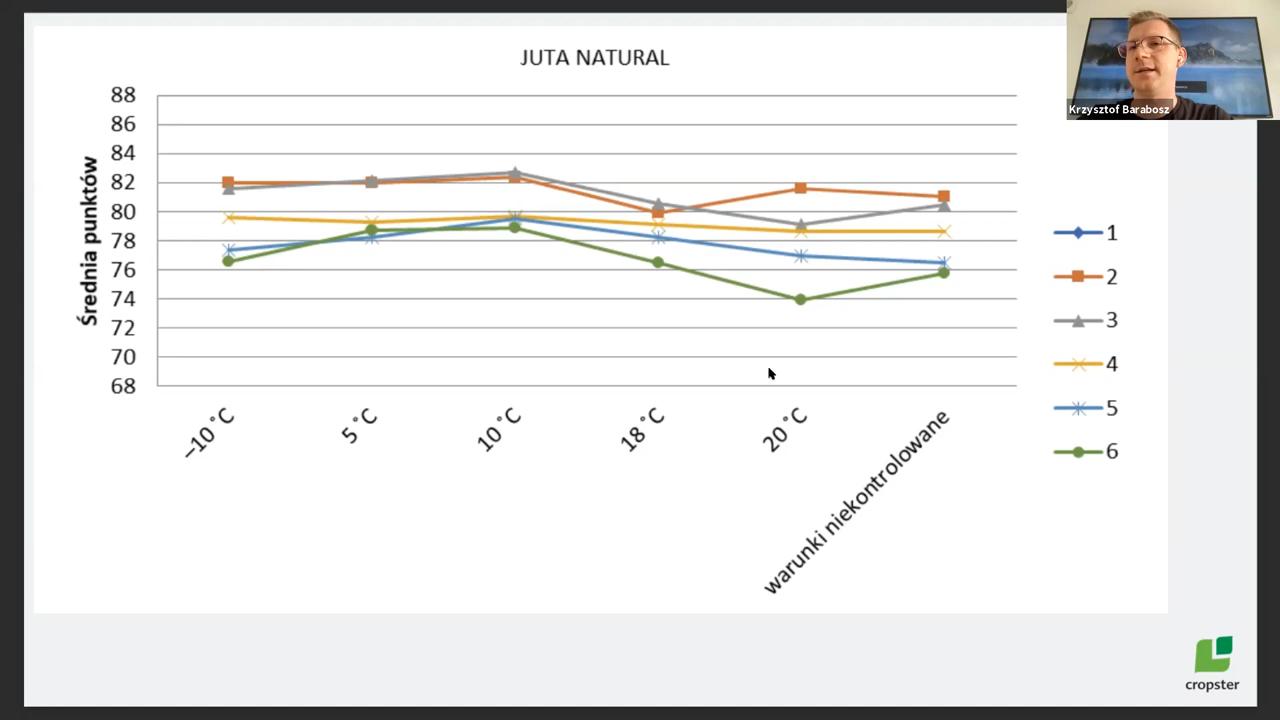 JUTA NATURAL
Krzysztof Barabosz
Średnia punktów
88
86
84
82
80
78
76
74
72
70
68
–10 ˚C
5 ˚C
10 ˚C
18 ˚C
20 ˚C
warunki niekontrolowane
1
2
3
4
5
6
cropster